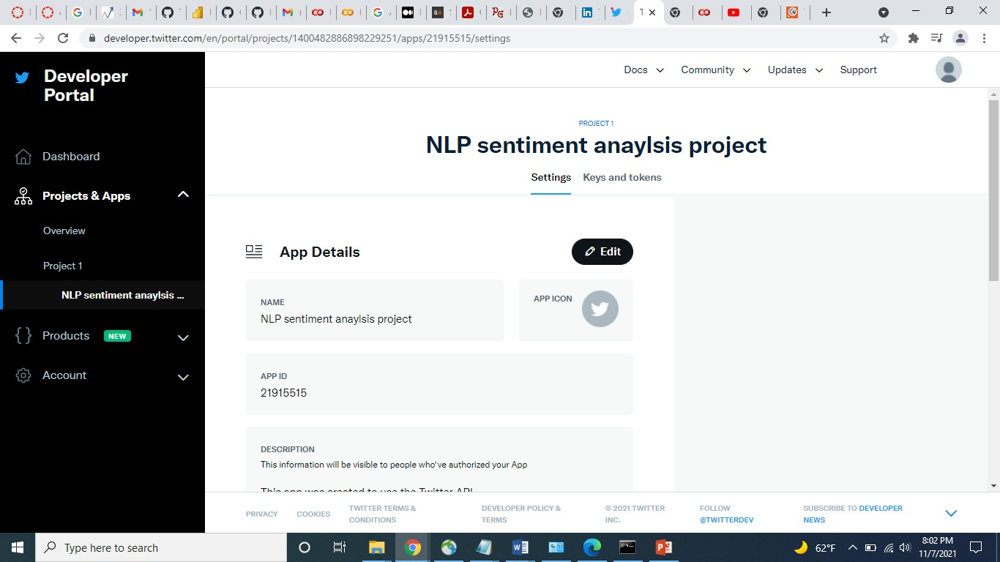 developer.twitter.com/en/portal/projects/1400482886898229251/apps/21915515/settings
Developer
Portal
Docs
Community
Updates
Support
Dashboard
Projects & Apps
Overview
Project 1
NLP sentiment anaylsis ...
Products
NEW
Account
PROJECT 1
NLP sentiment anaylsis project
Settings
Keys and tokens
App Details
Edit
NAME
NLP sentiment anaylsis project
APP ICON
APP ID
21915515
DESCRIPTION
This information will be visible to people who've authorized your App
This app was created to use the Twitter API.
PRIVACY
COOKIES
TWITTER TERMS &
CONDITIONS
DEVELOPER POLICY &
TERMS
© 2021 TWITTER
INC.
FOLLOW
@TWITTERDEV
SUBSCRIBE TO DEVELOPER
NEWS
Type here to search
62°F
8:02 PM
11/7/2021